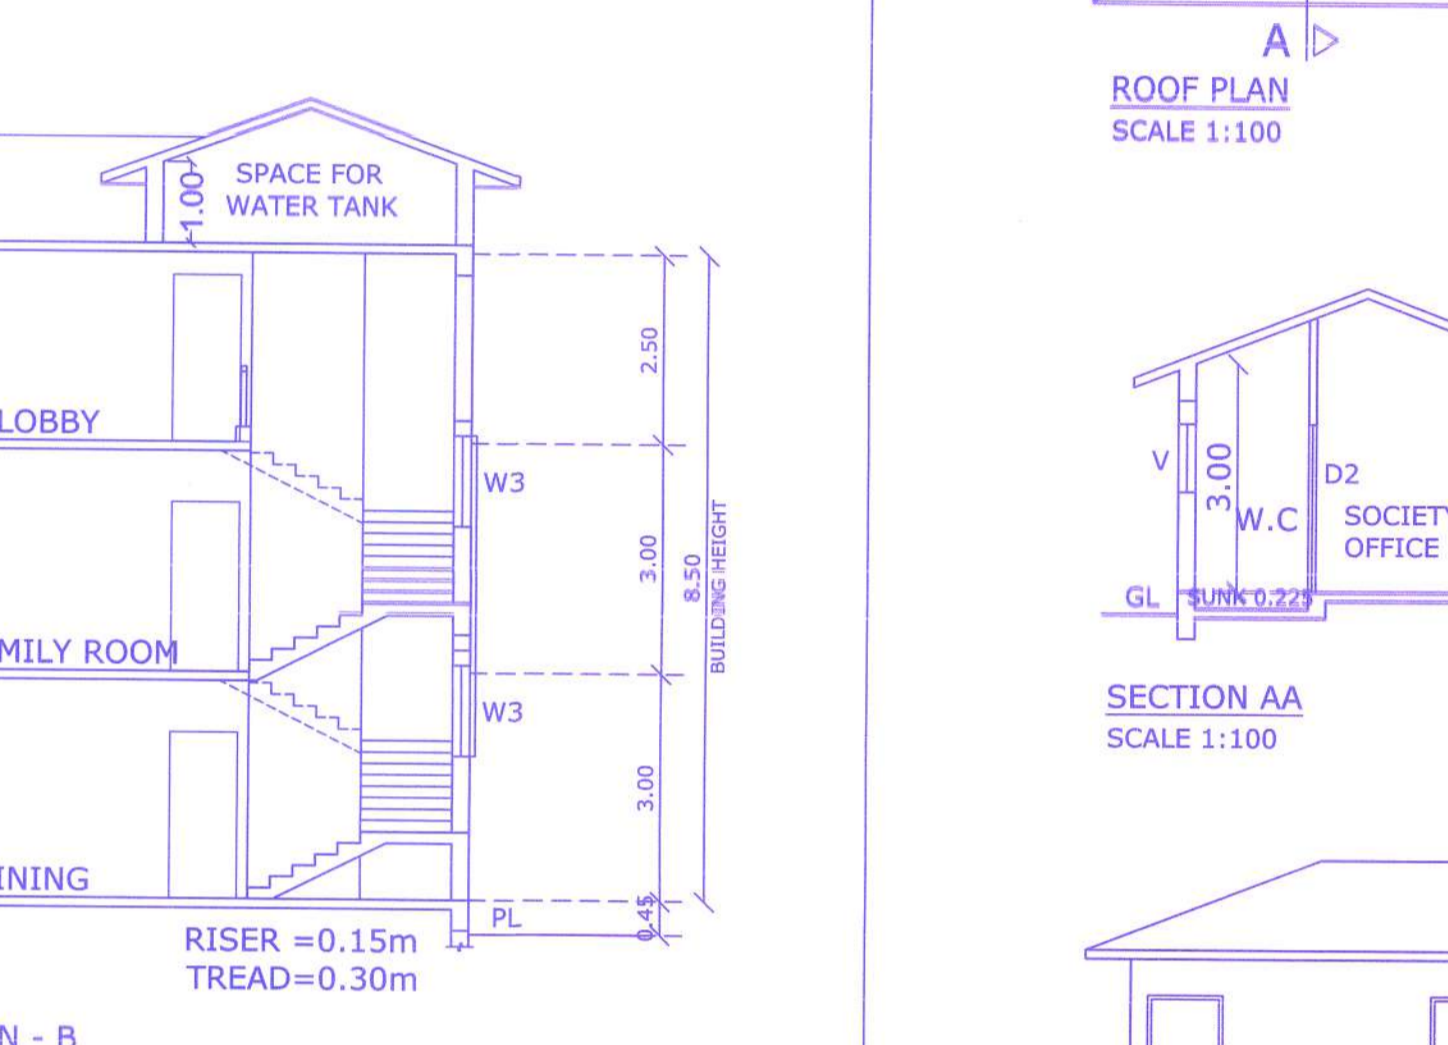 A
ROOF PLAN
SCALE 1:100
SPACE FOR
WATER TANK
1.00
2.50
LOBBY
W3
3.00
8.50
BUILDING HEIGHT
MILY ROOM
W3
3.00
INING
PL
0.45
RISER =0.15m
TREAD=0.30m
N - B
V
3.00
D2
W.C
SOCIETY
OFFICE
GL
SUNK 0.225
SECTION AA
SCALE 1:100